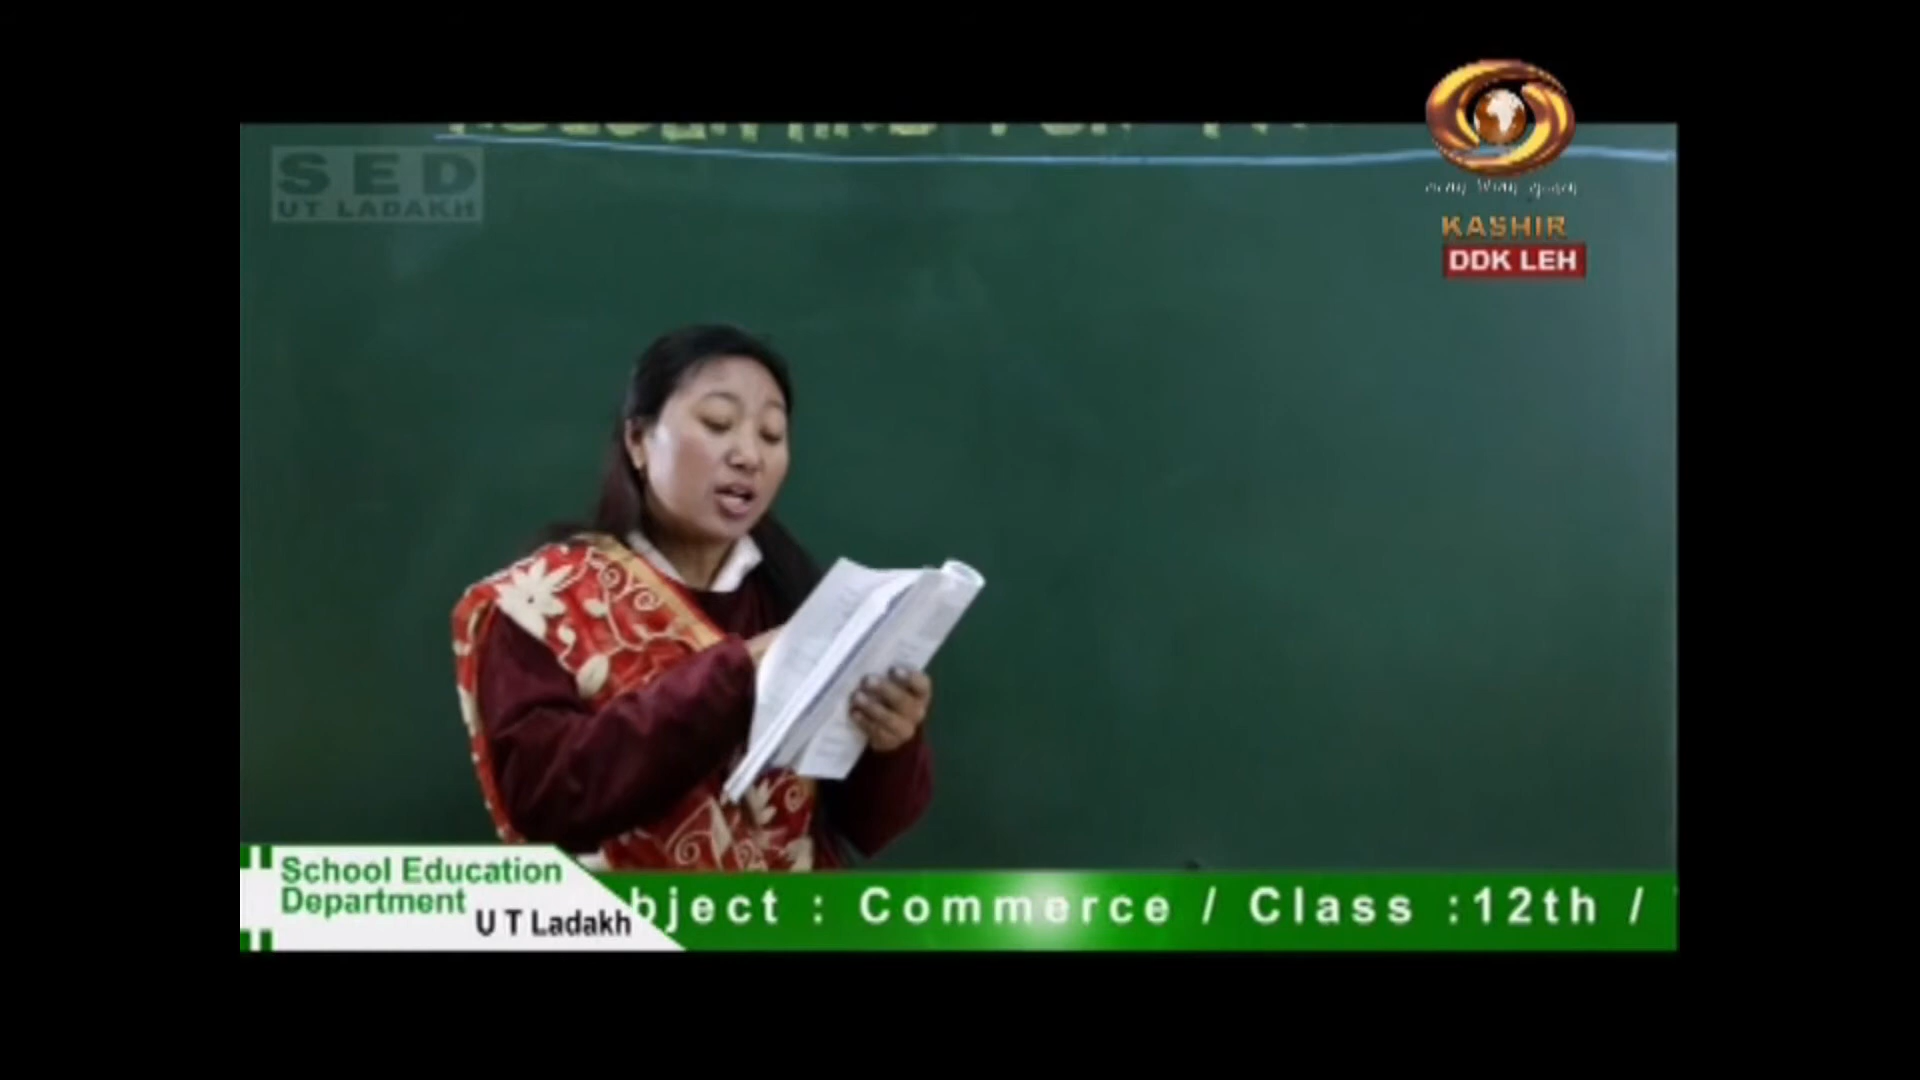 SED
UT LADAKH
KASHIR
DDK LEH
School Education
Department
U T Ladakh
bject : Commerce / Class :12th /